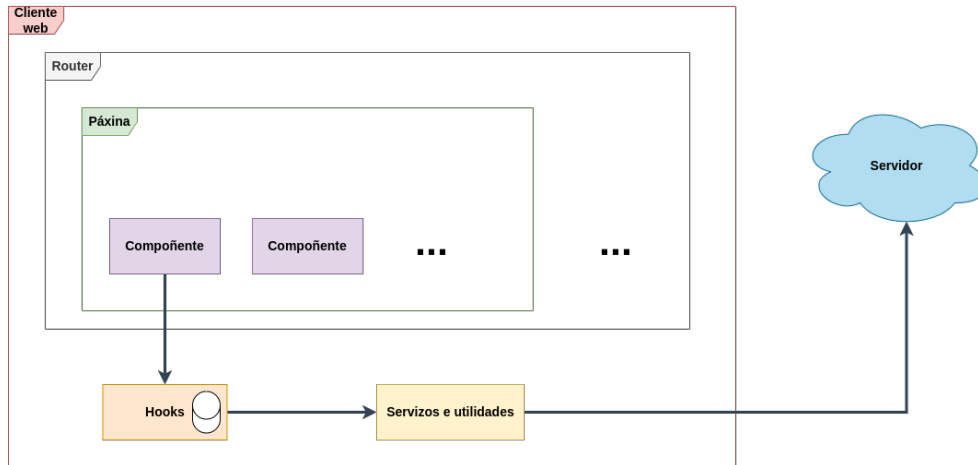 Cliente
web
Router
Páxina
Compoñente
Compoñente
...
...
Servidor
Hooks
Servizos e utilidades